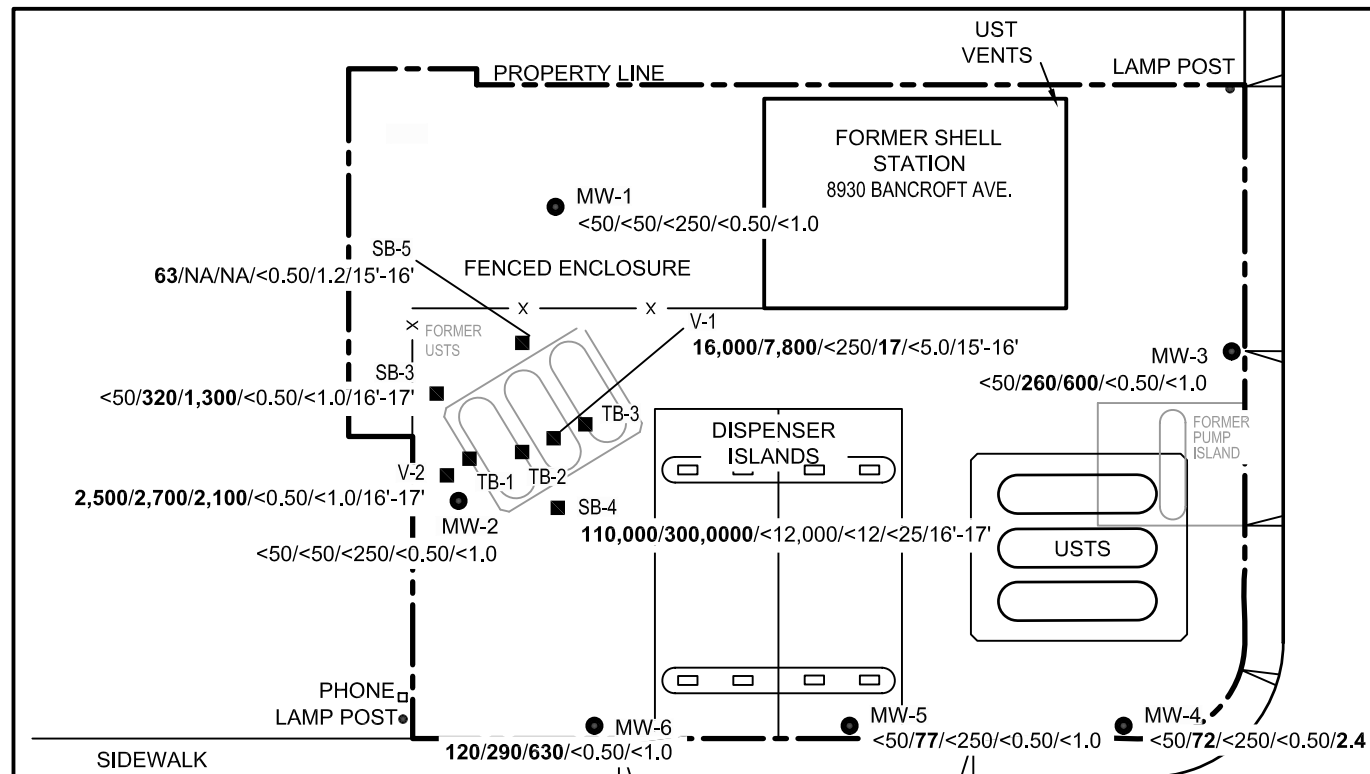 UST
VENTS
PROPERTY LINE
LAMP POST
FORMER SHELL
STATION
8930 BANCROFT AVE.
MW-1
<50/<50/<250/<0.50/<1.0
SB-5
63/NA/NA/<0.50/1.2/15'-16'
FENCED ENCLOSURE
X
X
X
FORMER
USTS
V-1
16,000/7,800/<250/17/<5.0/15'-16'
MW-3
<50/260/600/<0.50/<1.0
SB-3
<50/320/1,300/<0.50/<1.0/16'-17'
TB-3
DISPENSER
ISLANDS
FORMER
PUMP
ISLAND
V-2
TB-1
TB-2
2,500/2,700/2,100/<0.50/<1.0/16'-17'
MW-2
<50/<50/<250/<0.50/<1.0
SB-4
110,000/300,0000/<12,000/<12/<25/16'-17'
USTS
PHONE
LAMP POST
MW-6
120/290/630/<0.50/<1.0
MW-5
<50/77/<250/<0.50/<1.0
MW-4
<50/72/<250/<0.50/2.4
SIDEWALK